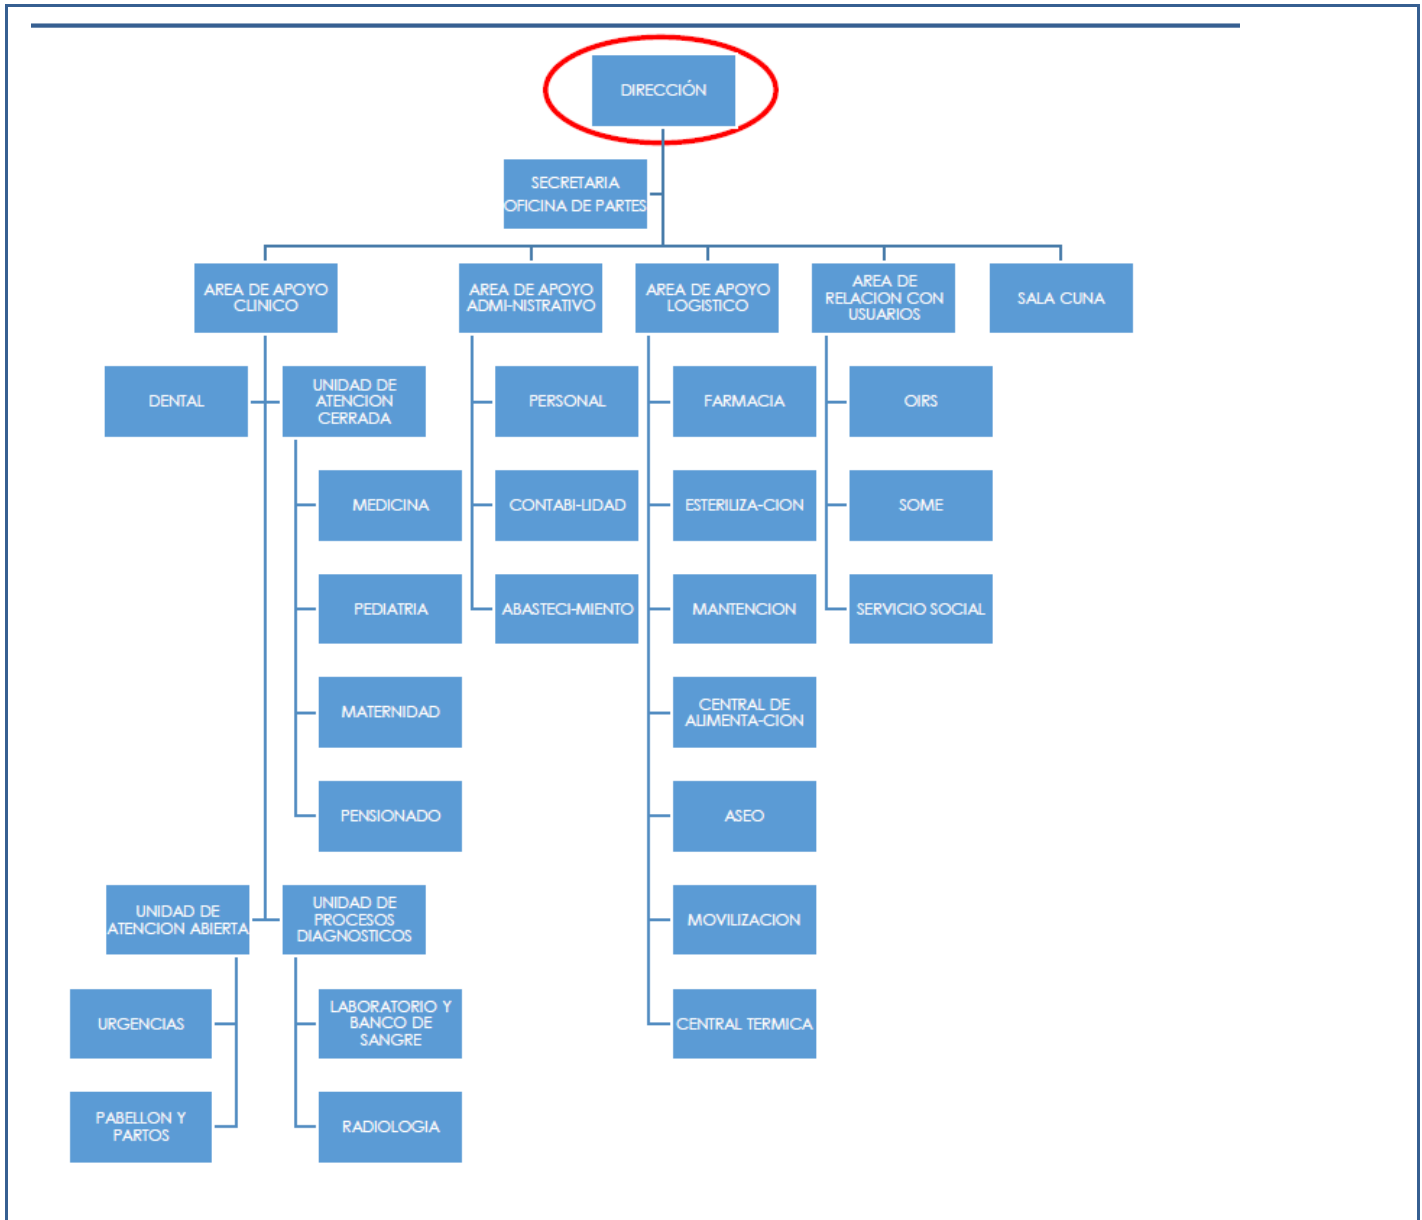 DIRECCIÓN
SECRETARIA
OFICINA DE PARTES
AREA DE APOYO
CLINICO
AREA DE APOYO
ADMI-NISTRATIVO
AREA DE APOYO
LOGISTICO
AREA DE
RELACION CON
USUARIOS
SALA CUNA
DENTAL
UNIDAD DE
ATENCION
CERRADA
PERSONAL
FARMACIA
OIRS
MEDICINA
CONTABI-LIDAD
ESTERILIZA-CION
SOME
PEDIATRIA
ABASTECI-MIENTO
MANTENCION
SERVICIO SOCIAL
MATERNIDAD
CENTRAL DE
ALIMENTA-CION
PENSIONADO
ASEO
UNIDAD DE
ATENCION ABIERTA
UNIDAD DE
PROCESOS
DIAGNOSTICOS
MOVILIZACION
URGENCIAS
LABORATORIO Y
BANCO DE
SANGRE
CENTRAL TERMICA
PABELLON Y
PARTOS
RADIOLOGIA